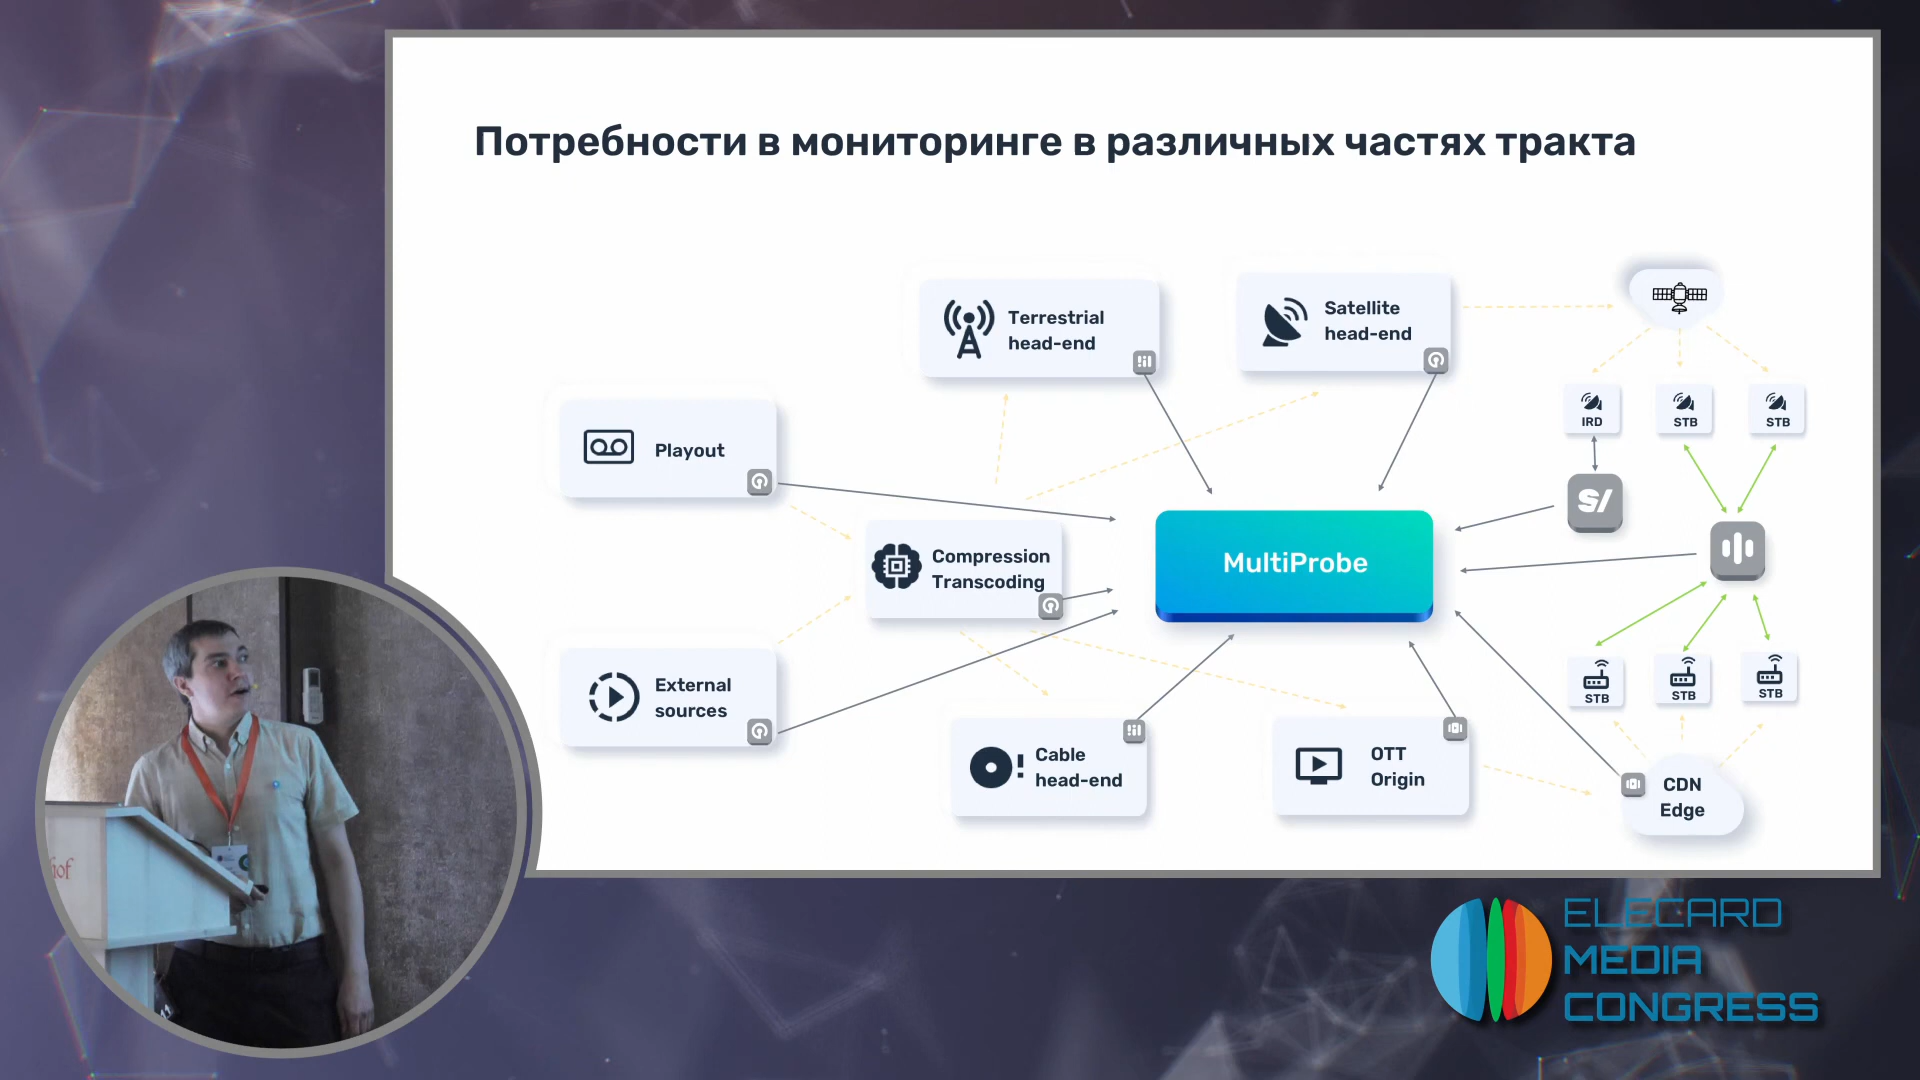 Потребности в мониторинге в различных частях тракта
Terrestrial
head-end
Satellite
head-end
Playout
IRD
STB
STB
S/
Compression
Transcoding
MultiProbe
External
sources
STB
STB
STB
Cable
head-end
OTT
Origin
CDN
Edge
hof
ELECARD
MEDIA
CONGRESS